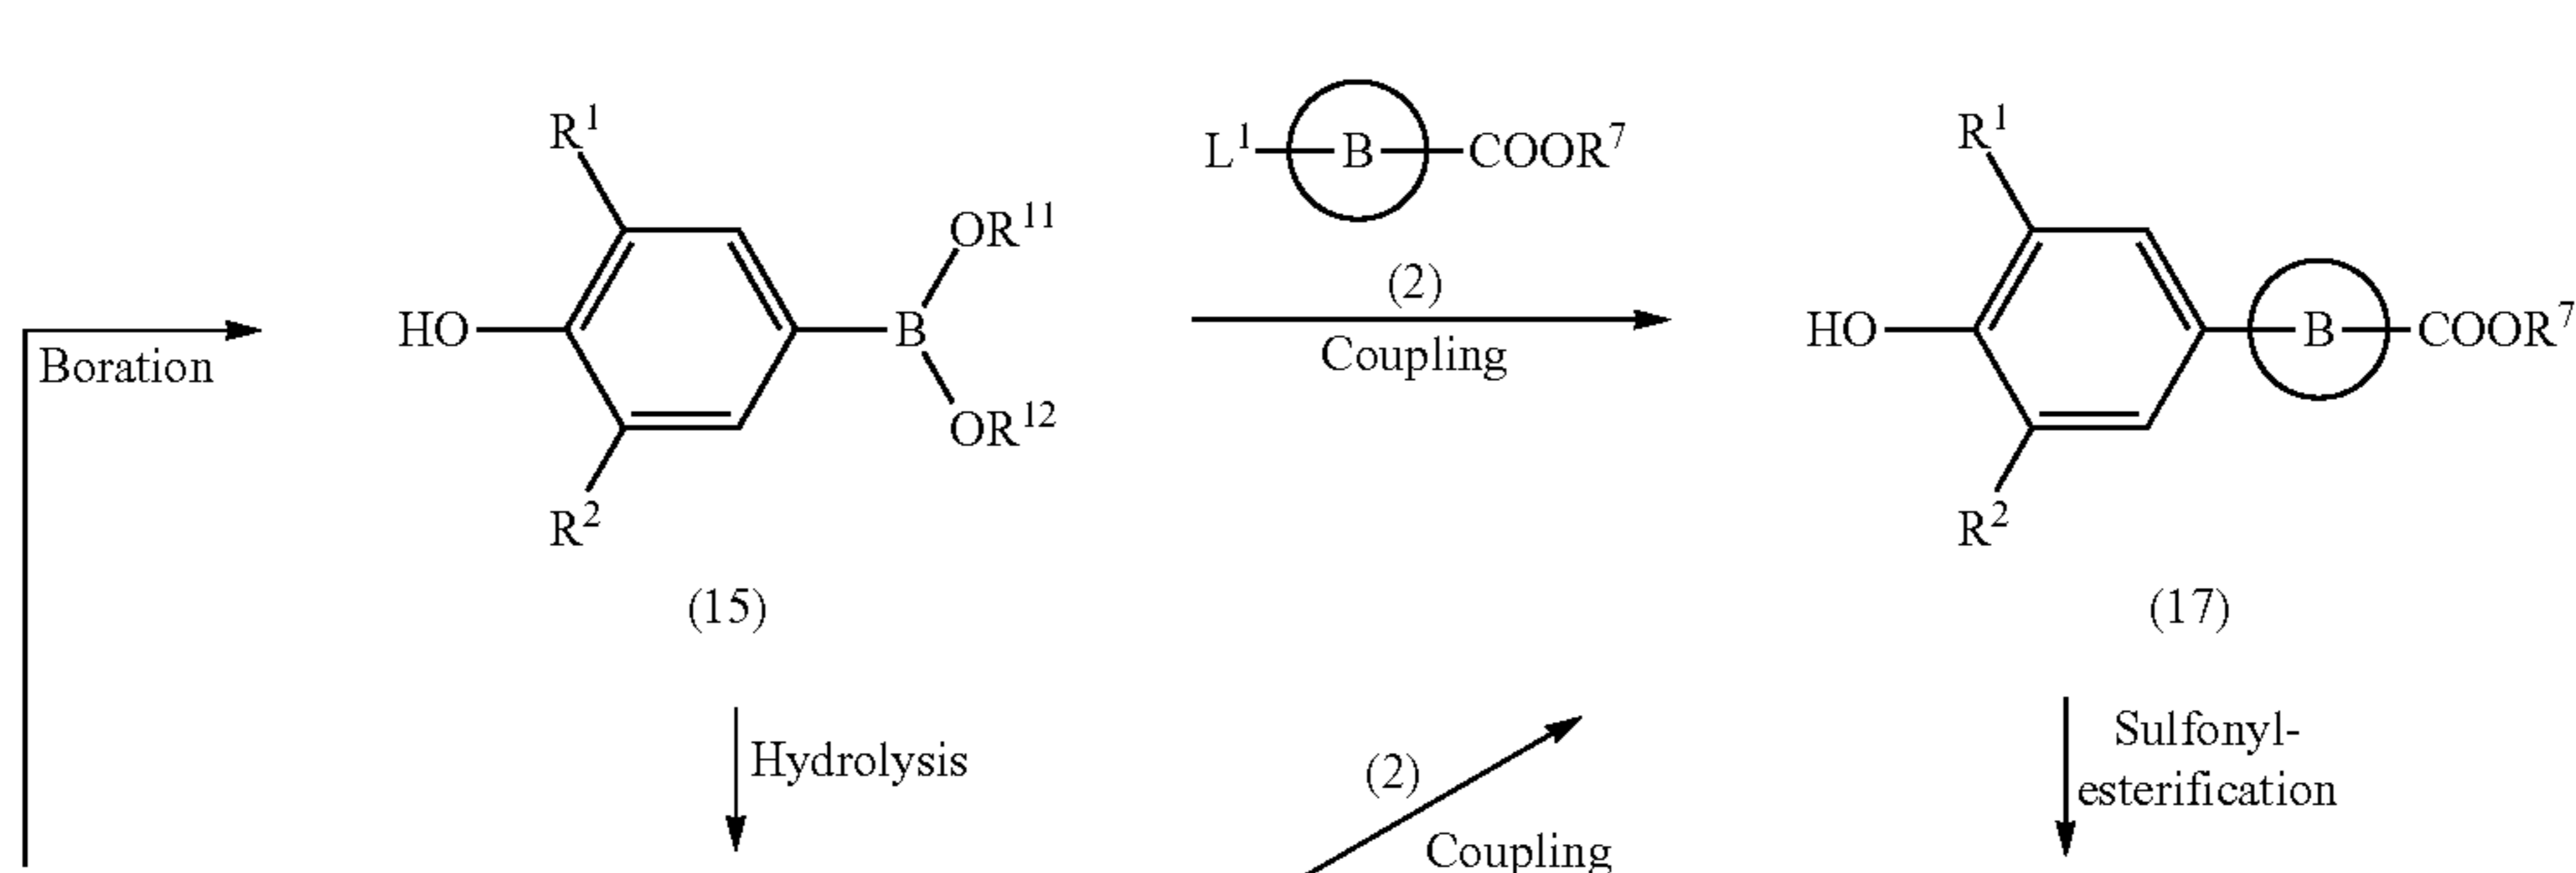 R1
OR11
HO
B
OR12
R2
(15)
Boration
L1
B
COOR7
(2)
Coupling
R1
HO
B
COOR7
R2
(17)
Hydrolysis
(2)
Coupling
Sulfonyl-
esterification